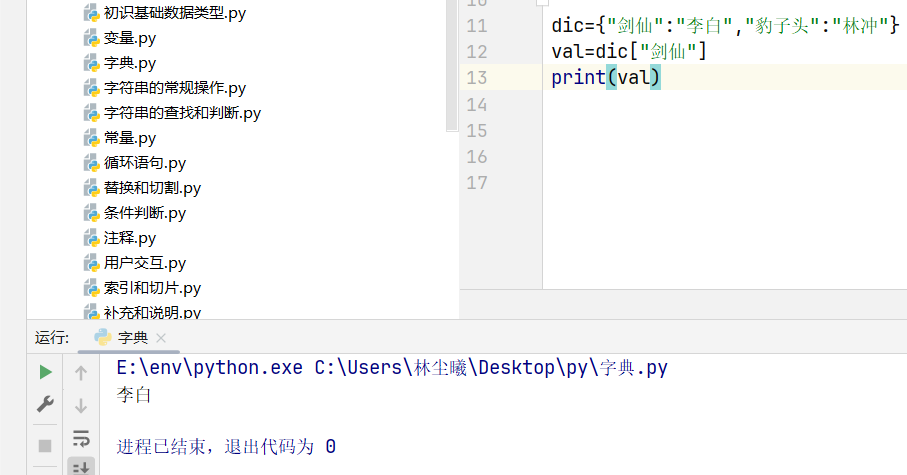 初识基础数据类型.py
变量.py
字典.py
字符串的常规操作.py
字符串的查找和判断.py
常量.py
循环语句.py
替换和切割.py
条件判断.py
注释.py
用户交互.py
索引和切片.py
补充和说明.py
11 dic={"剑仙":"李白","豹子头":"林冲"}
12 val=dic["剑仙"]
13 print(val)
14
15
16
17
运行: 字典
E:\env\python.exe C:\Users\林尘曦\Desktop\py\字典.py
李白
进程已结束，退出代码为 0